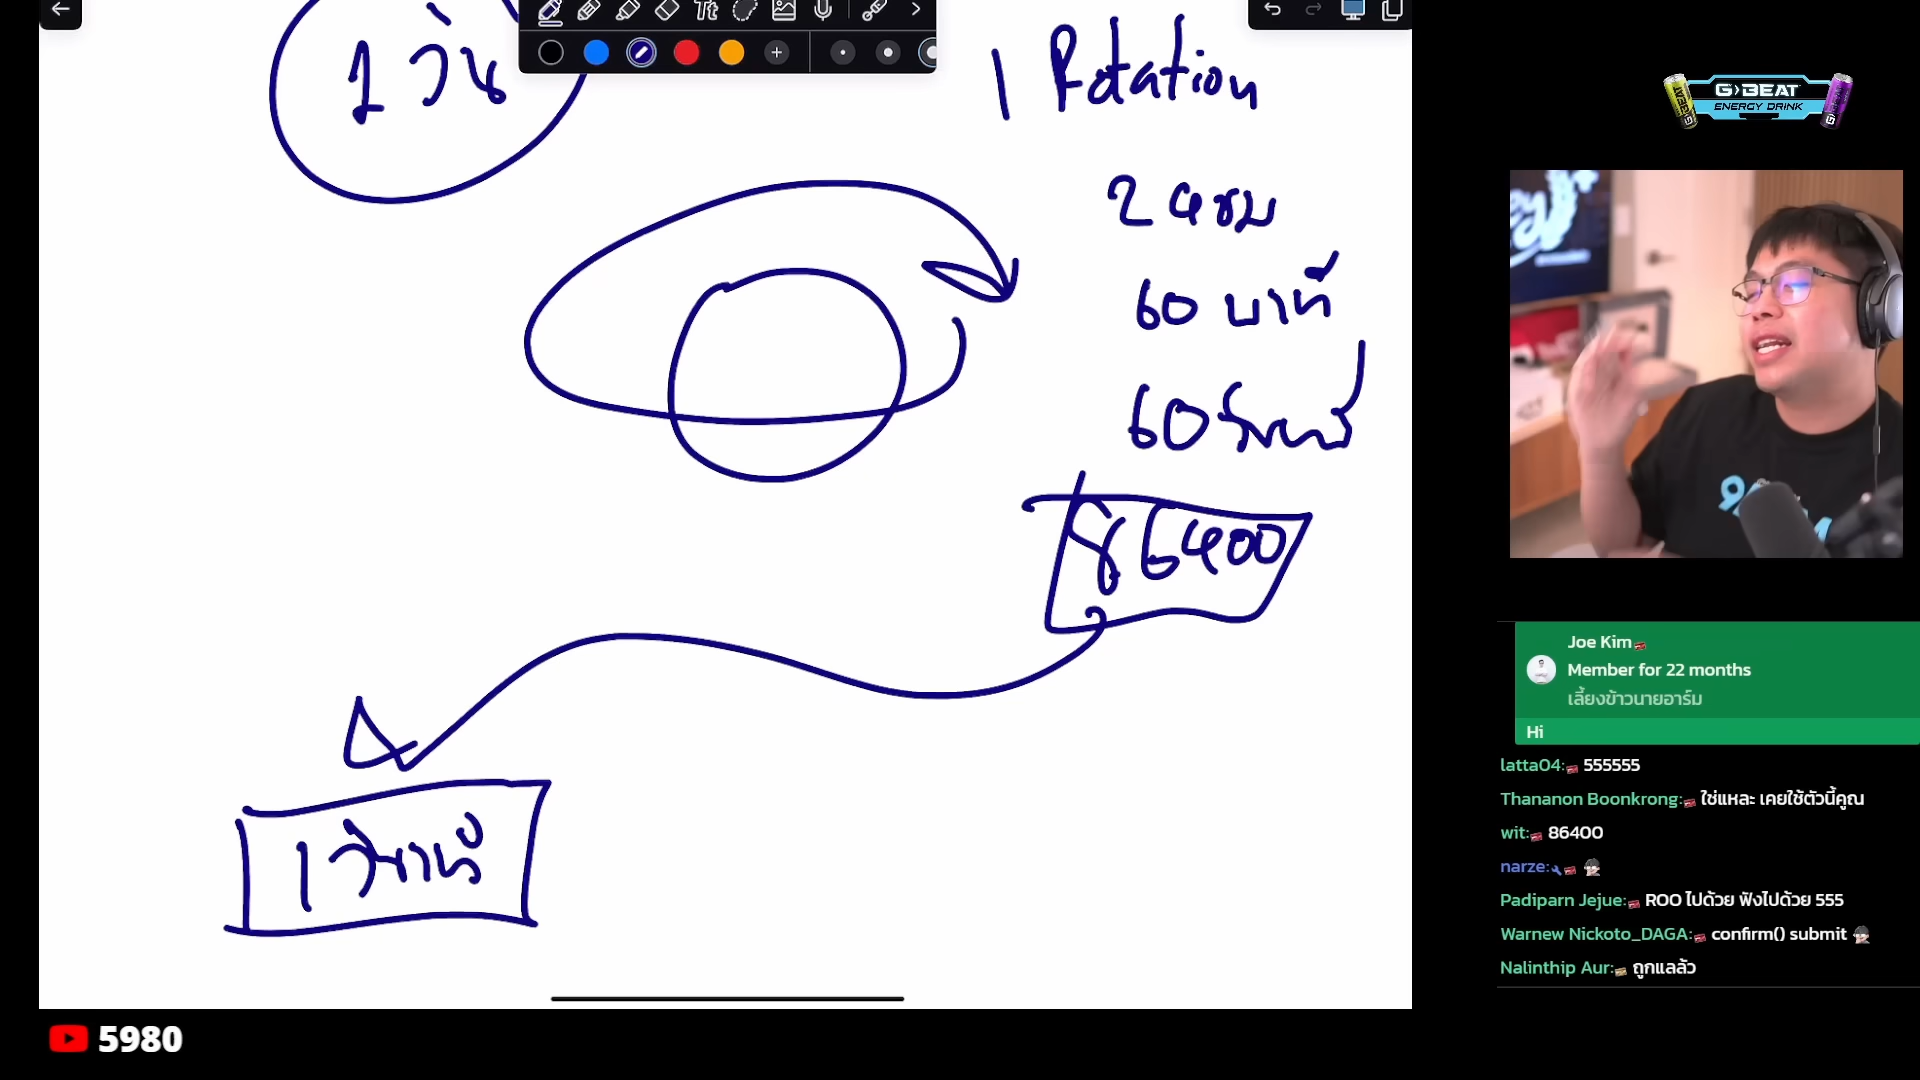 1 วัน
Tt
1 Rotation
24 ชม
60 นาที
60 วินาที
86400
1 วินาที
G BEAT
ENERGY DRINK
Joe Kim
Member for 22 months
เลี้ยงข้าวนายอาร์ม
Hi
latta04: 555555
Thananon Boonkrong: ใช่แหละ เคยใช้ตัวนี้คูณ
wit: 86400
narze:
Padiparn Jejue: ROO ไปด้วย ฟังไปด้วย 555
Warnew Nickoto_DAGA: confirm() submit
Nalinthip Aur: ถูกแลล้ว
5980